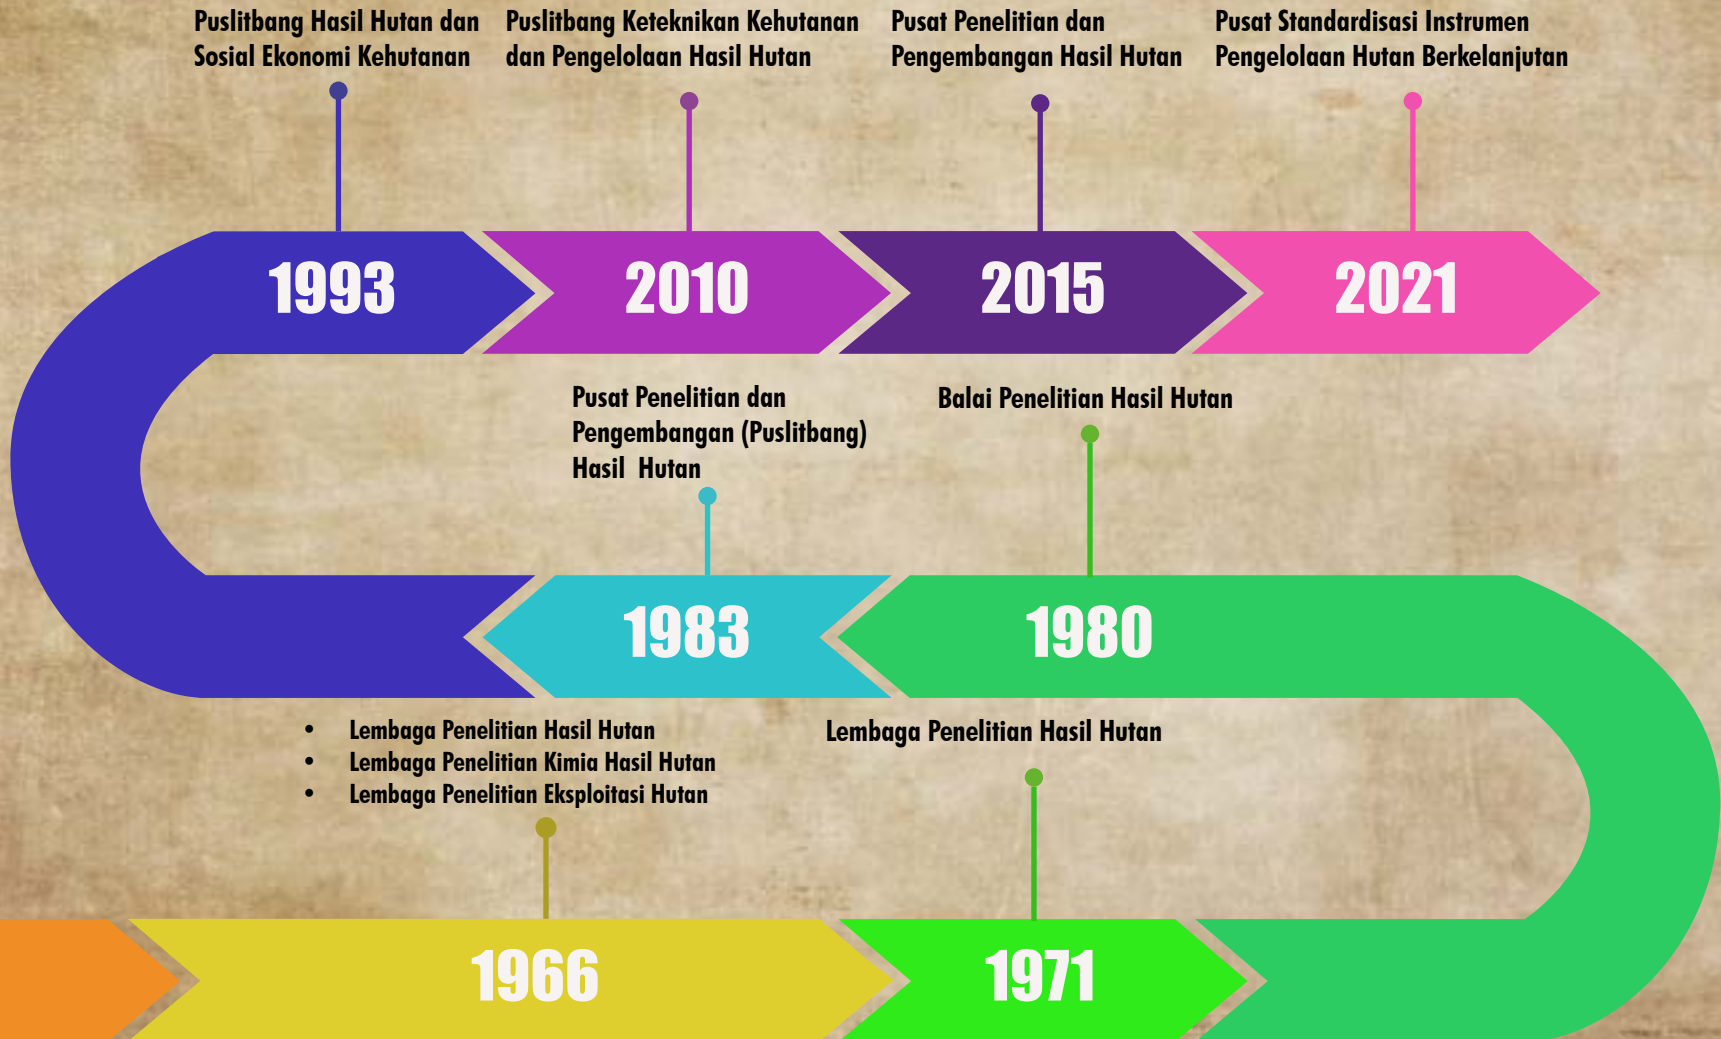 Puslitbang Hasil Hutan dan
Sosial Ekonomi Kehutanan
Puslitbang Keteknikan Kehutanan
dan Pengelolaan Hasil Hutan
Pusat Penelitian dan
Pengembangan Hasil Hutan
Pusat Standardisasi Instrumen
Pengelolaan Hutan Berkelanjutan
1993
2010
2015
2021
Pusat Penelitian dan
Pengembangan (Puslitbang)
Hasil Hutan
Balai Penelitian Hasil Hutan
1983
1980
• Lembaga Penelitian Hasil Hutan
• Lembaga Penelitian Kimia Hasil Hutan
• Lembaga Penelitian Eksploitasi Hutan
Lembaga Penelitian Hasil Hutan
1966
1971